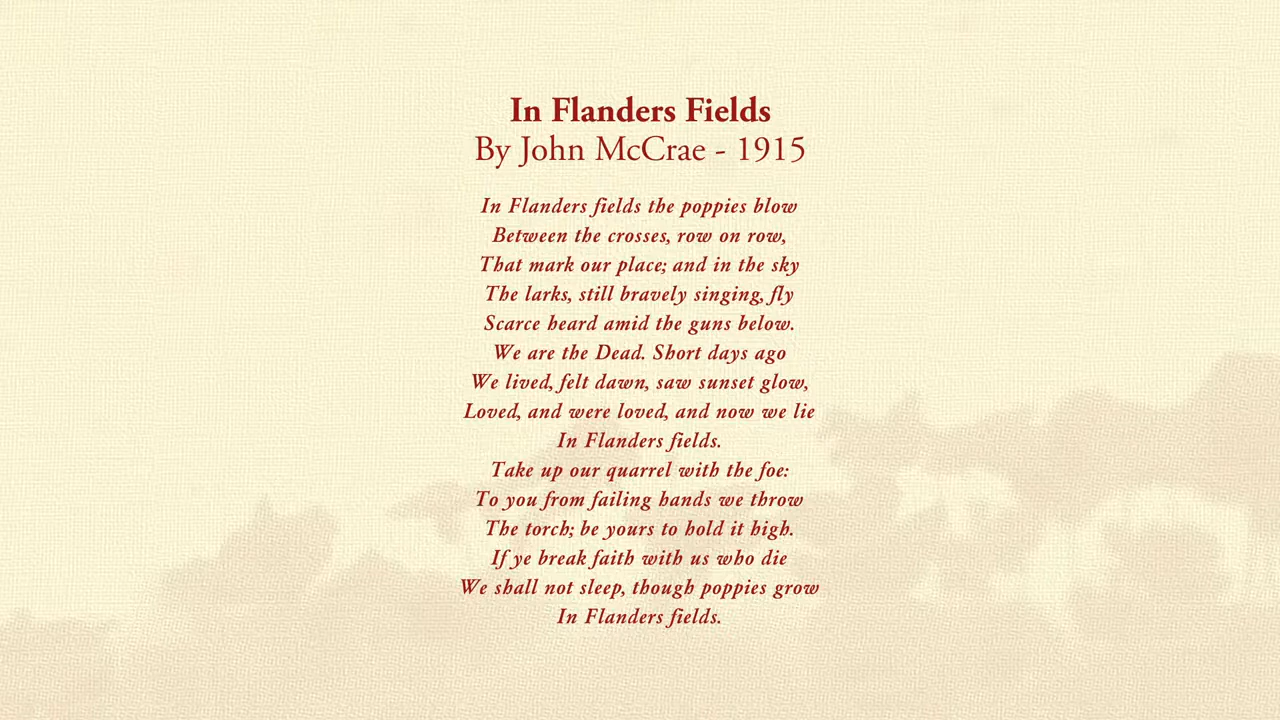 In Flanders Fields
By John McCrae - 1915
In Flanders fields the poppies blow
Between the crosses, row on row,
That mark our place; and in the sky
The larks, still bravely singing, fly
Scarce heard amid the guns below.
We are the Dead. Short days ago
We lived, felt dawn, saw sunset glow,
Loved, and were loved, and now we lie
In Flanders fields.
Take up our quarrel with the foe:
To you from failing hands we throw
The torch; be yours to hold it high.
If ye break faith with us who die
We shall not sleep, though poppies grow
In Flanders fields.